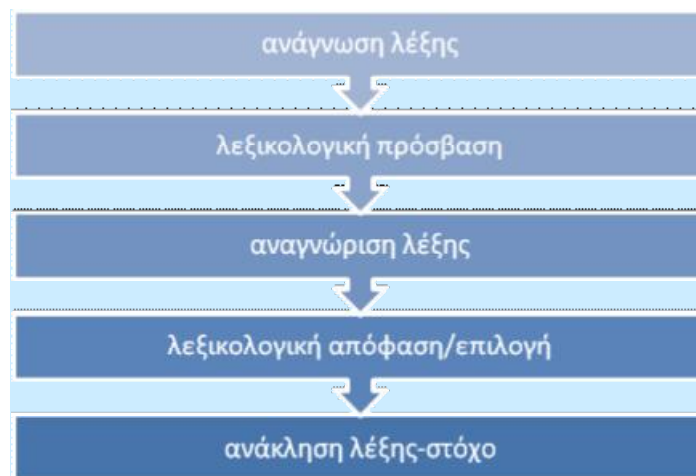 ανάγνωση λέξης
λεξικολογική πρόσβαση
αναγνώριση λέξης
λεξικολογική απόφαση/επιλογή
ανάκληση λέξης-στόχο